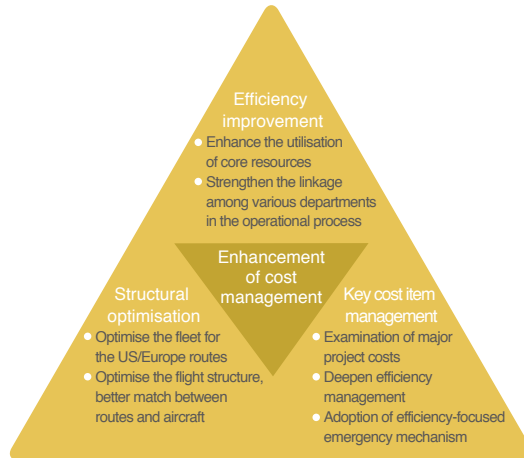 Efficiency
improvement
Enhance the utilisation
of core resources
Strengthen the linkage
among various departments
in the operational process
Enhancement
of cost
management
Structural
optimisation
Optimise the fleet for
the US/Europe routes
Optimise the flight structure,
better match between
routes and aircraft
Key cost item
management
Examination of major
project costs
Deepen efficiency
management
Adoption of efficiency-focused
emergency mechanism